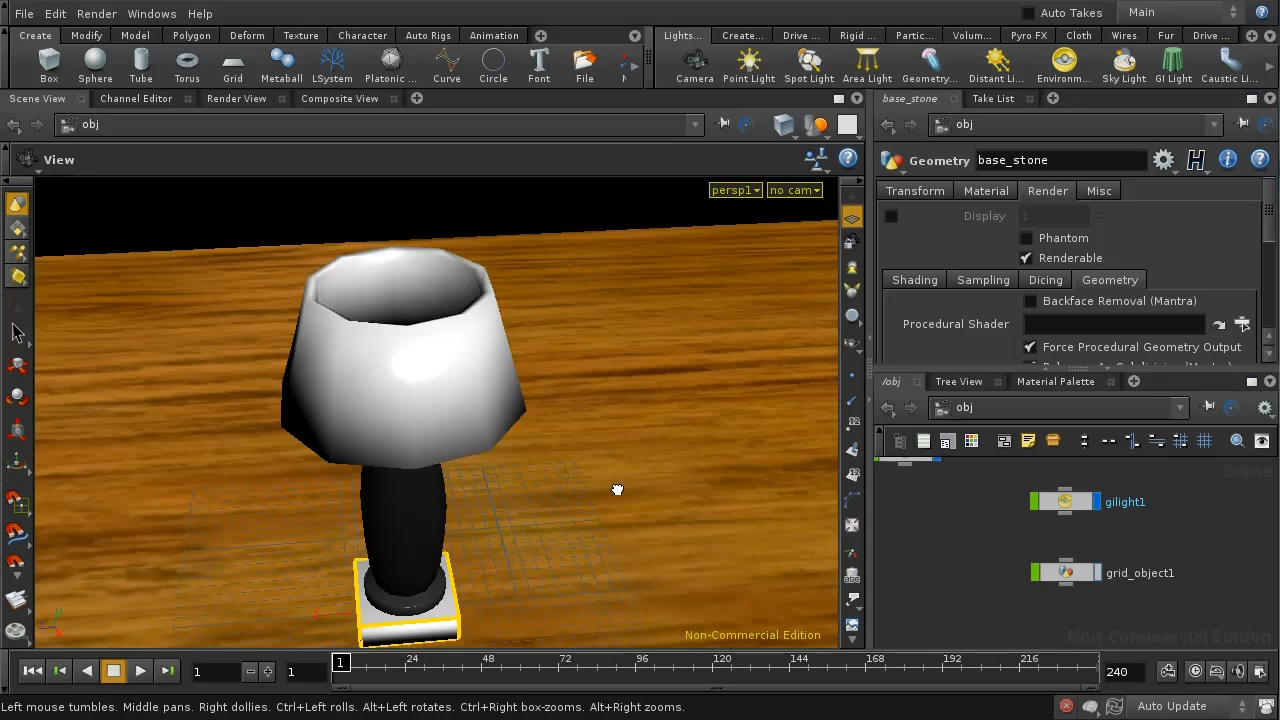 File Edit Render Windows Help Auto Takes Main
Create Modify Model Polygon Deform Texture Character Auto Rigs Animation Lights... Create... Drive ... Rigid ... Partic... Volum... Pyro FX Cloth Wires Fur Drive ...
Box Sphere Tube Torus Grid Metaball LSystem Platonic ... Curve Circle Font File Camera Point Light Spot Light Area Light Geometry... Distant Li... Environm... Sky Light GI Light Caustic Li...
Scene View Channel Editor Render View Composite View base_stone Take List
obj obj
View Geometry base_stone
persp1 no cam Transform Material Render Misc
Display 1
Phantom
Renderable
Shading Sampling Dicing Geometry
Backface Removal (Mantra)
Procedural Shader
Force Procedural Geometry Output
/obj Tree View Material Palette
obj
Scene
gilight1
grid_object1
Non-Commercial Edition Non-Commercial Edition
1 1 1 24 48 72 96 120 144 168 192 216 240
Left mouse tumbles. Middle pans. Right dollies. Ctrl+Left rolls. Alt+Left rotates. Ctrl+Right box-zooms. Alt+Right zooms. Auto Update